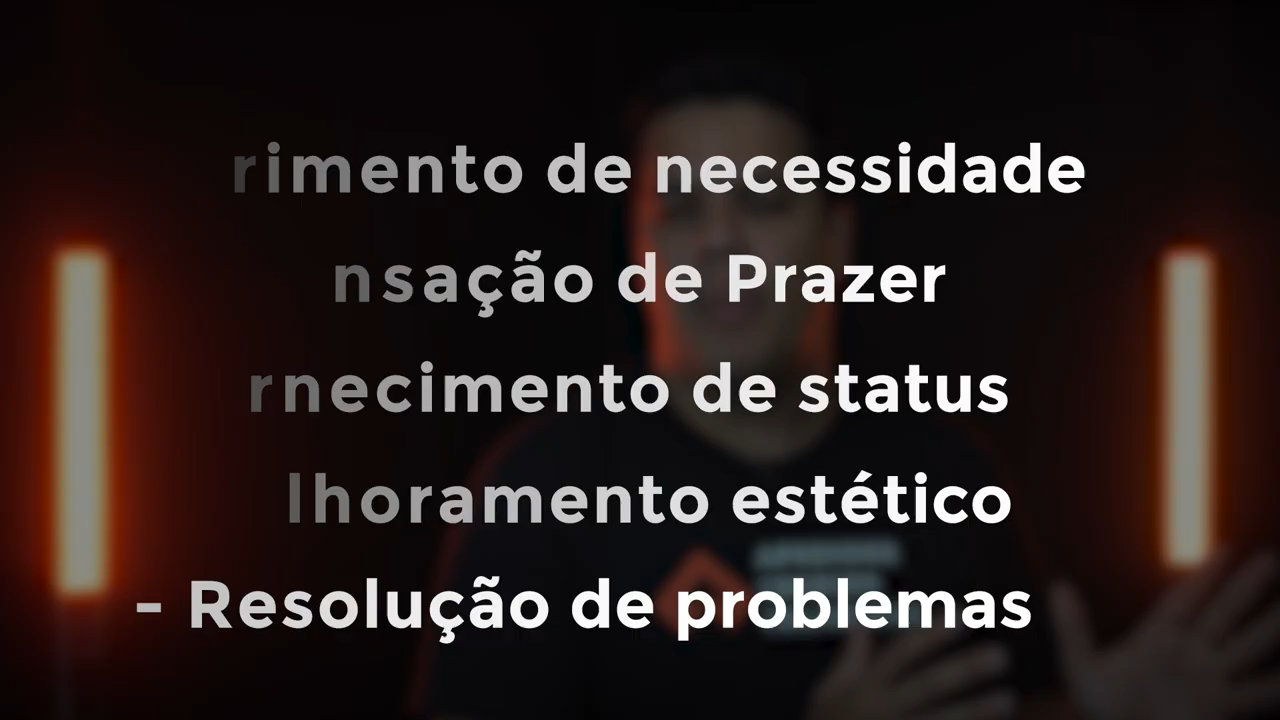 rimento de necessidade
nsação de Prazer
rnecimento de status
lhoramento estético
- Resolução de problemas